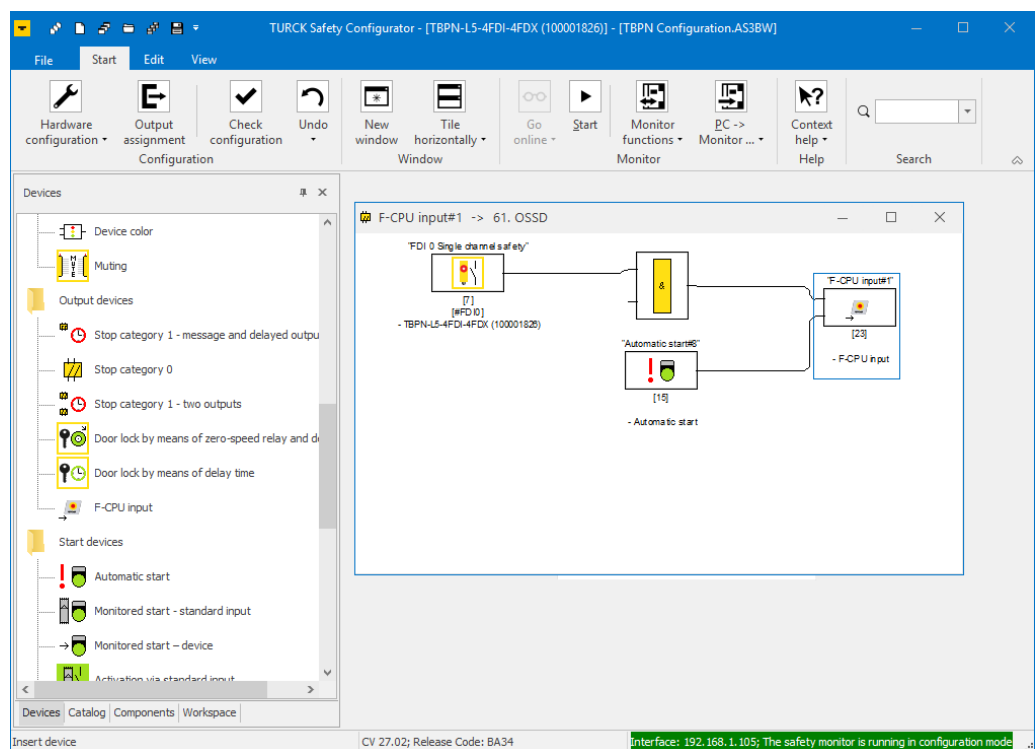 TURCK Safety Configurator - [TBPN-L5-4FDI-4FDX (100001826)] - [TBPN Configuration.AS3BW]
File Start Edit View
Hardware configuration
Output assignment
Check configuration
Undo
Configuration
New window
Tile horizontally
Window
Go online
Start
Monitor functions
PC -> Monitor ...
Monitor
Context help
Help
Search
Devices
Device color
MUTE
Muting
Output devices
Stop category 1 - message and delayed outpu
Stop category 0
Stop category 1 - two outputs
Door lock by means of zero-speed relay and d
Door lock by means of delay time
F-CPU input
Start devices
Automatic start
Monitored start - standard input
Monitored start – device
Activation via standard input
Devices Catalog Components Workspace
F-CPU input#1 -> 61. OSSD
"FDI 0 Single channel safety"
[7]
[#FDI0]
- TBPN-L5-4FDI-4FDX (100001826)
&
"Automatic start#8"
[15]
- Automatic start
"F-CPU input#1"
[23]
- F-CPU input
Insert device
CV 27.02; Release Code: BA34
Interface: 192.168.1.105; The safety monitor is running in configuration mode